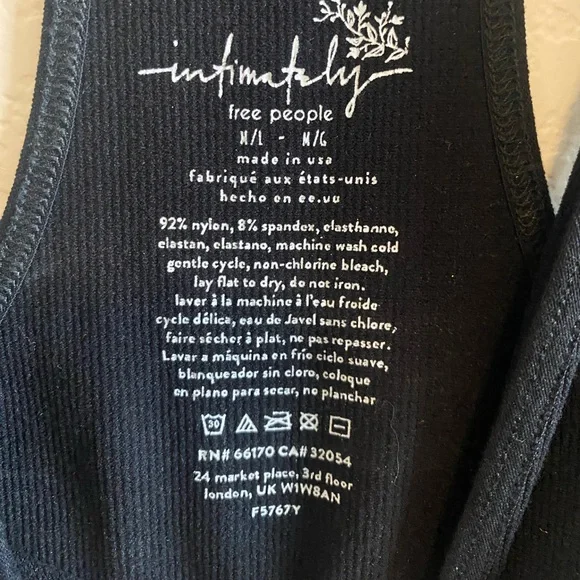 intimately
free people
M/L - M/G
made in usa
fabriqué aux états-unis
hecho en ee.uu
92% nylon, 8% spandex, elasthanne,
elastan, elastano, machine wash cold
gentle cycle, non-chlorine bleach,
lay flat to dry, do not iron.
laver à la machine à l'eau froide
cycle délica, eau de Javel sans chlore,
faire sécher à plat, ne pas repasser.
Lavar a máquina en frío ciclo suave,
blanqueador sin cloro, coloque
en plano para secar, no planchar
30
RN# 66170 CA# 32054
24 market place, 3rd floor
london, UK W1W8AN
F5767Y